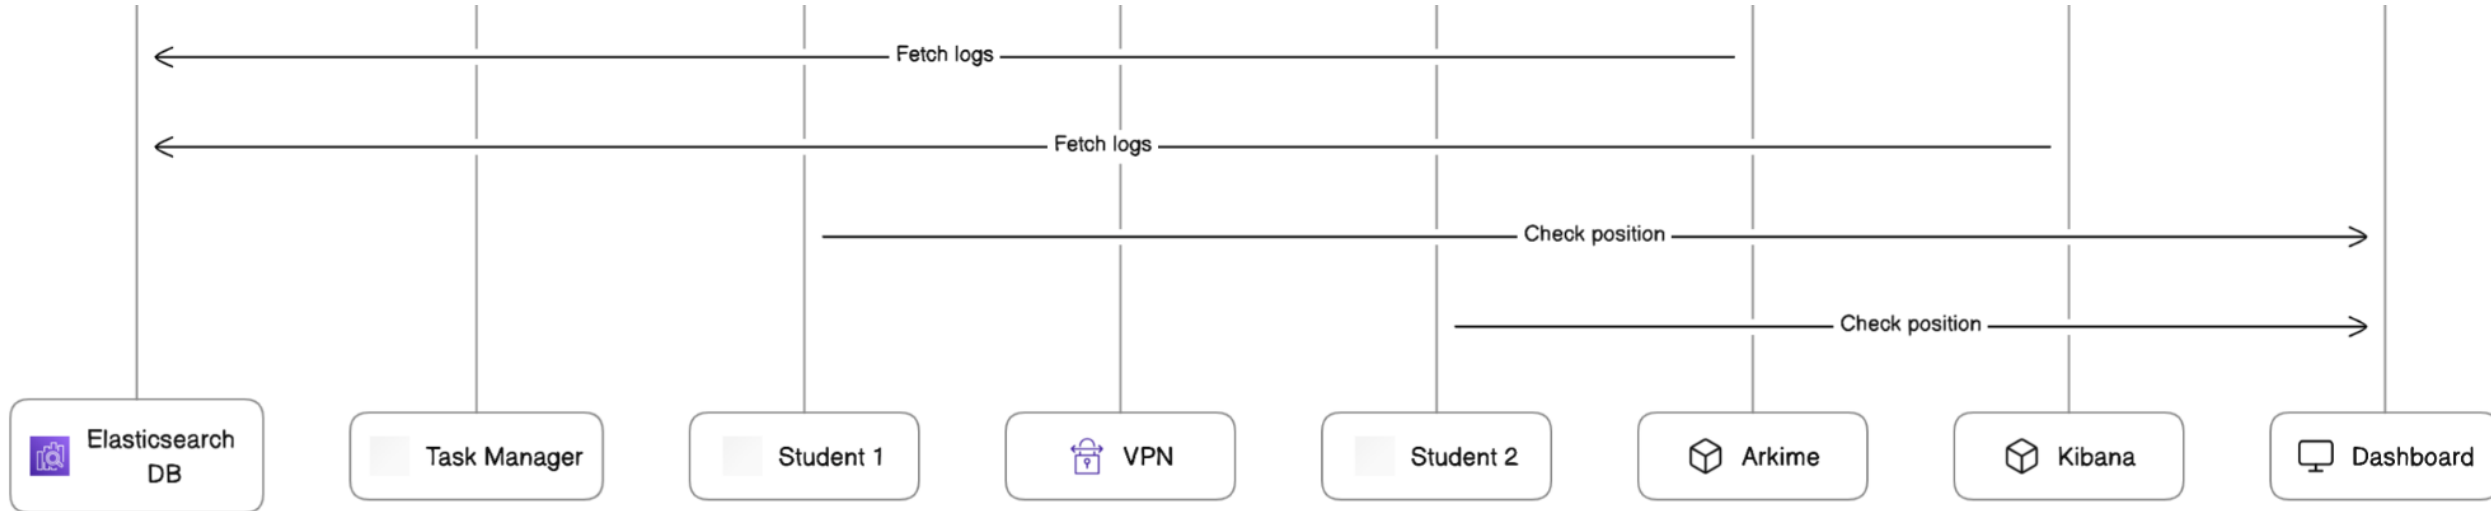 Fetch logs
Fetch logs
Check position
Check position
Elasticsearch
DB
Task Manager
Student 1
VPN
Student 2
Arkime
Kibana
Dashboard